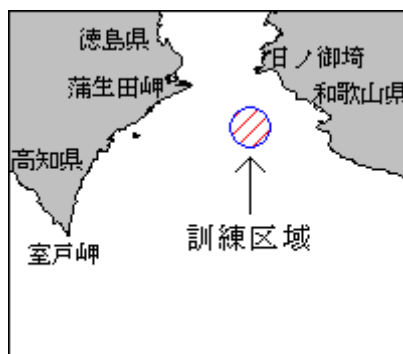 徳島県
日ノ御埼
蒲生田岬
和歌山県
高知県
訓練区域
室戸岬